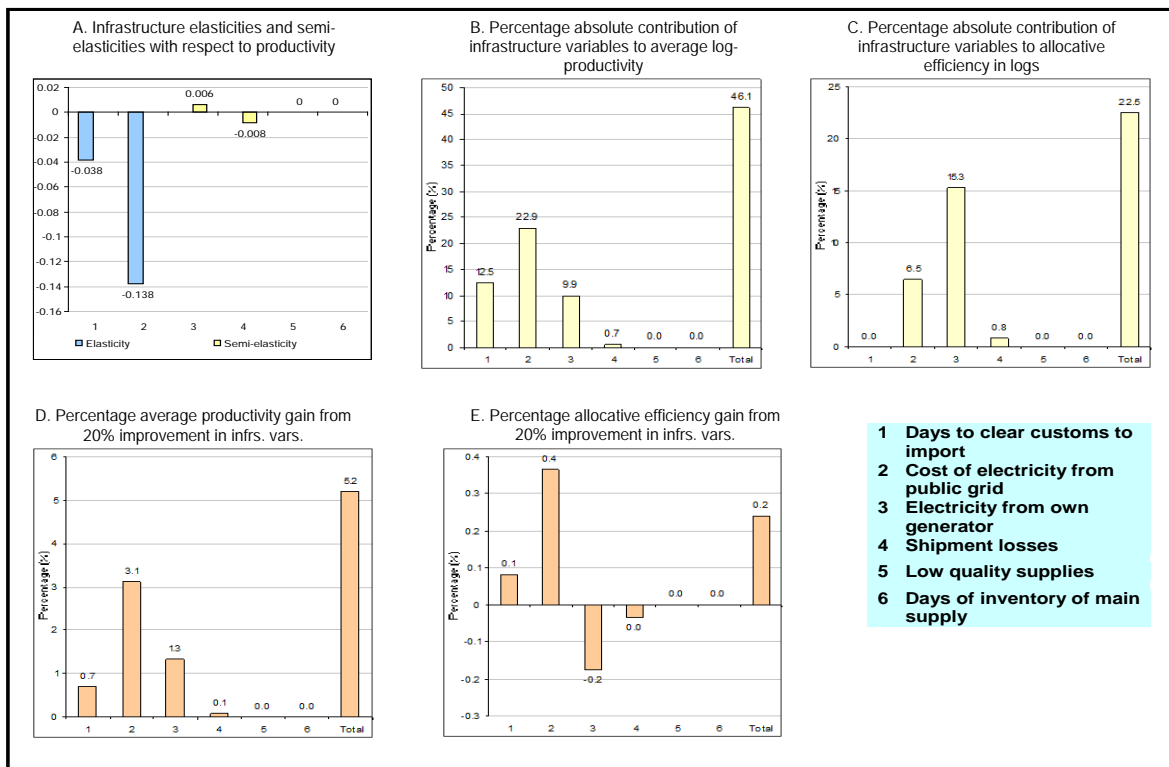 A. Infrastructure elasticities and semi-
elasticities with respect to productivity
0.02
0
-0.02
-0.04
-0.06
-0.08
-0.1
-0.12
-0.14
-0.16
-0.038
-0.138
0.006
-0.008
0 0
1 2 3 4 5 6
Elasticity Semi-elasticity
B. Percentage absolute contribution of
infrastructure variables to average log-
productivity
Percentage (%)
50
45
40
35
30
25
20
15
10
5
0
12.5
22.9
9.9
0.7
0.0
0.0
46.1
1 2 3 4 5 6 Total
C. Percentage absolute contribution of
infrastructure variables to allocative
efficiency in logs
Percentage (%)
25
20
15
10
5
0
0.0
6.5
15.3
0.8
0.0
0.0
22.5
1 2 3 4 5 6 Total
D. Percentage average productivity gain from
20% improvement in infrs. vars.
Percentage (%)
6
5
4
3
2
1
0
0.7
3.1
1.3
0.1
0.0
0.0
5.2
1 2 3 4 5 6 Total
E. Percentage allocative efficiency gain from
20% improvement in infrs. vars.
Percentage (%)
0.4
0.3
0.2
0.1
0
-0.1
-0.2
-0.3
0.1
0.4
-0.2
0.0
0.0
0.0
0.2
1 2 3 4 5 6 Total
1 Days to clear customs to
import
2 Cost of electricity from
public grid
3 Electricity from own
generator
4 Shipment losses
5 Low quality supplies
6 Days of inventory of main
supply